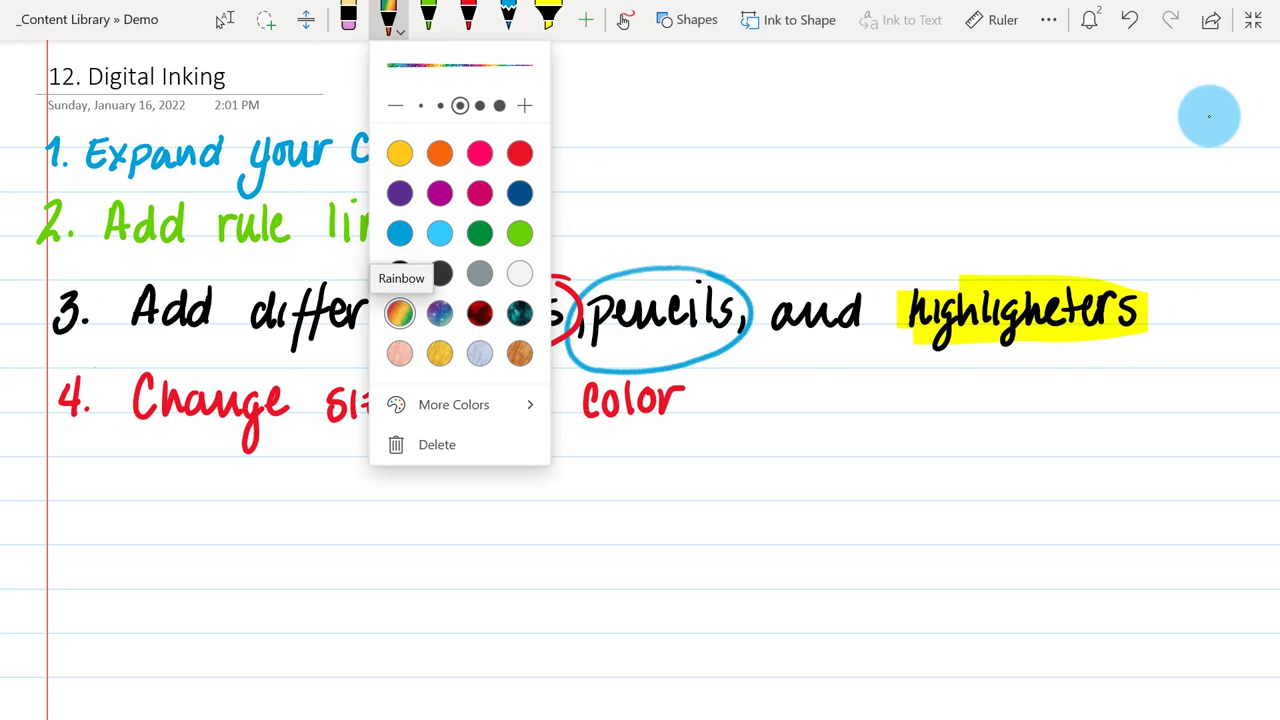 _Content Library » Demo
Shapes
Ink to Shape
Ink to Text
Ruler
2
12. Digital Inking
Sunday, January 16, 2022 2:01 PM
1. Expand your
2. Add rule
Rainbow
3. Add pencils, and highligheters
4. Change color
More Colors
Delete